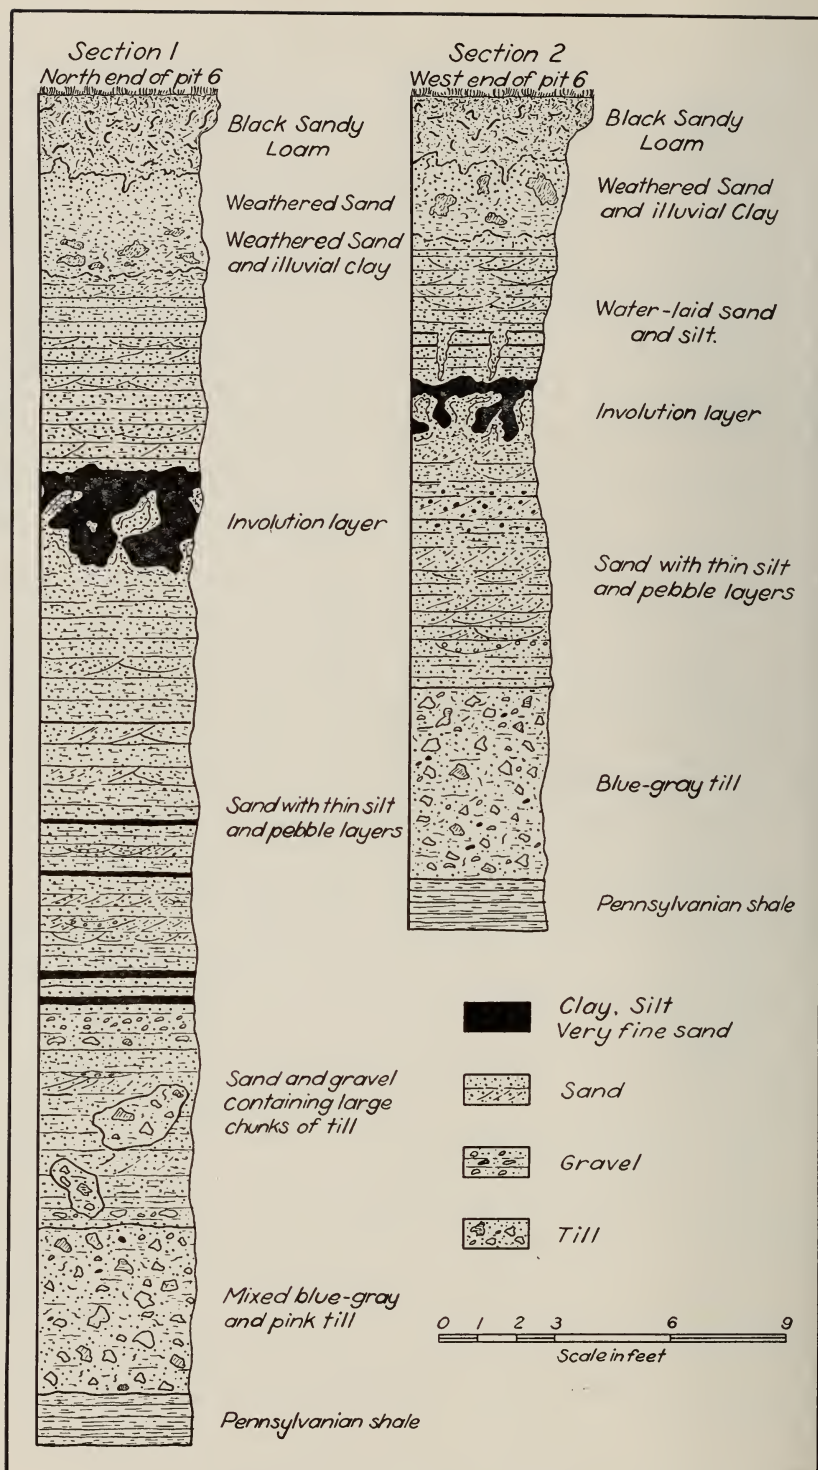 Section 1
North end of pit 6
Black Sandy
Loam
Weathered Sand
Weathered Sand
and illuvial clay
Involution layer
Sand with thin silt
and pebble layers
Sand and gravel
containing large
chunks of till
Mixed blue-gray
and pink till
Pennsylvanian shale
Section 2
West end of pit 6
Black Sandy
Loam
Weathered Sand
and illuvial Clay
Water-laid sand
and silt.
Involution layer
Sand with thin silt
and pebble layers
Blue-gray till
Pennsylvanian shale
Clay, Silt
Very fine sand
Sand
Gravel
Till
0 1 2 3 6 9
Scale in feet